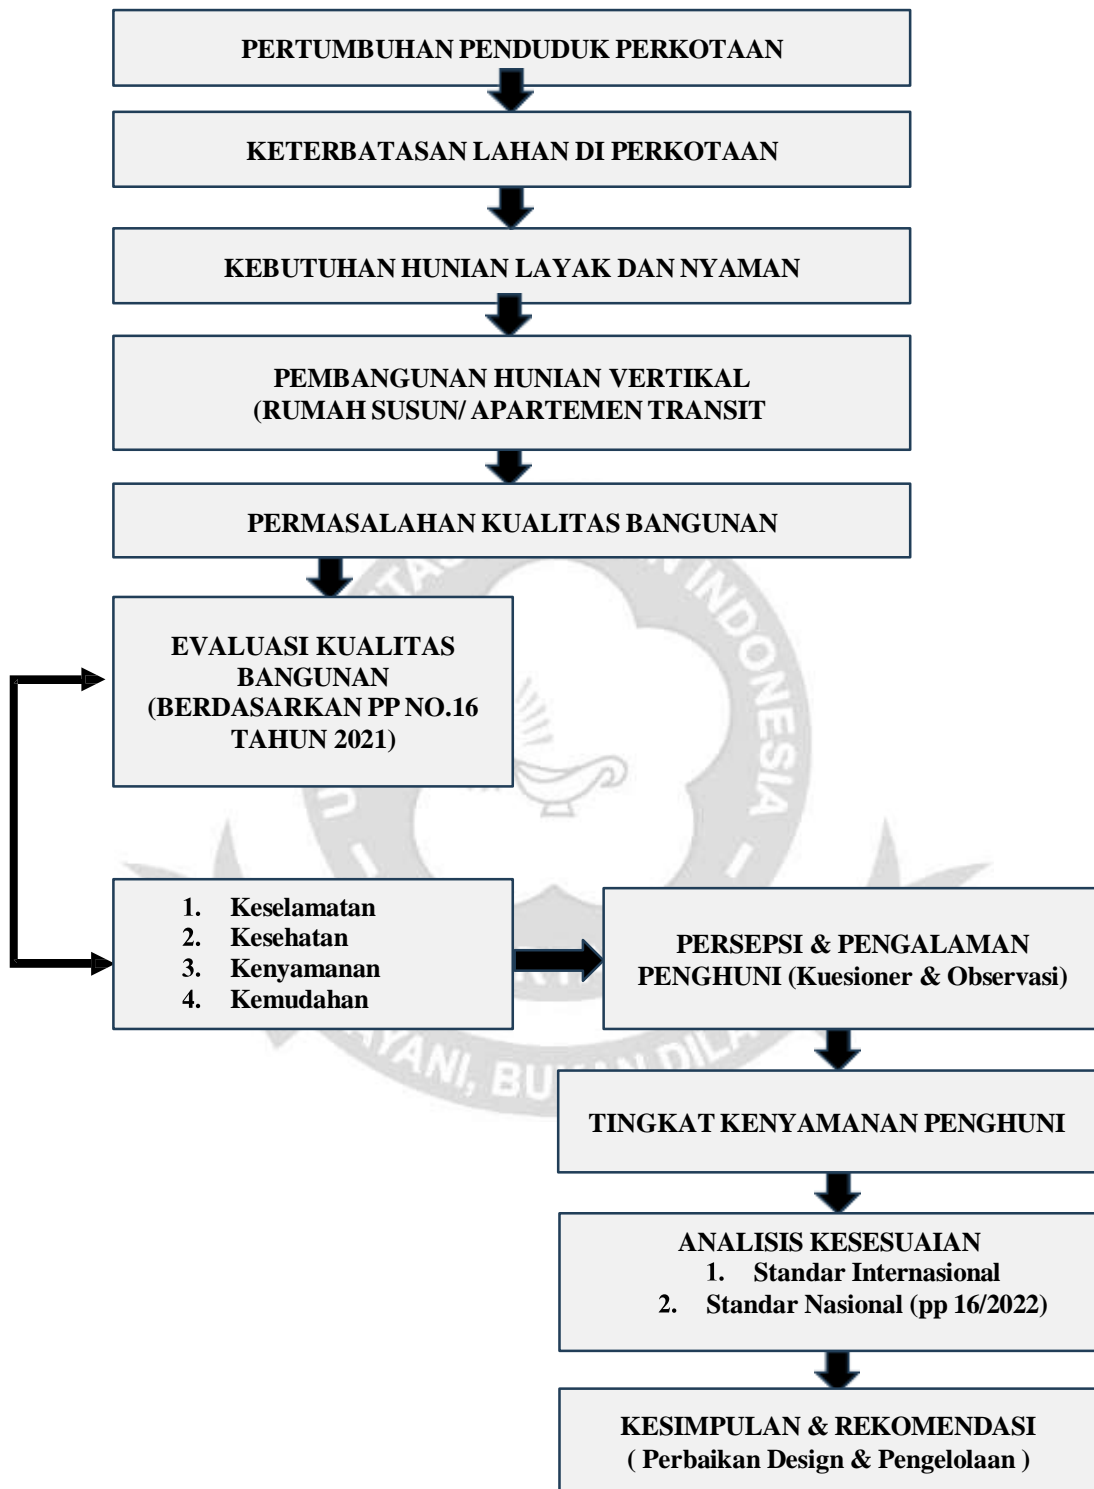 PERTUMBUHAN PENDUDUK PERKOTAAN
KETERBATASAN LAHAN DI PERKOTAAN
KEBUTUHAN HUNIAN LAYAK DAN NYAMAN
PEMBANGUNAN HUNIAN VERTIKAL
(RUMAH SUSUN/ APARTEMEN TRANSIT
PERMASALAHAN KUALITAS BANGUNAN
EVALUASI KUALITAS
BANGUNAN
(BERDASARKAN PP NO.16
TAHUN 2021)
1. Keselamatan
2. Kesehatan
3. Kenyamanan
4. Kemudahan
PERSEPSI & PENGALAMAN
PENGHUNI (Kuesioner & Observasi)
TINGKAT KENYAMANAN PENGHUNI
ANALISIS KESESUAIAN
1. Standar Internasional
2. Standar Nasional (pp 16/2022)
KESIMPULAN & REKOMENDASI
( Perbaikan Design & Pengelolaan )
INDONESIA